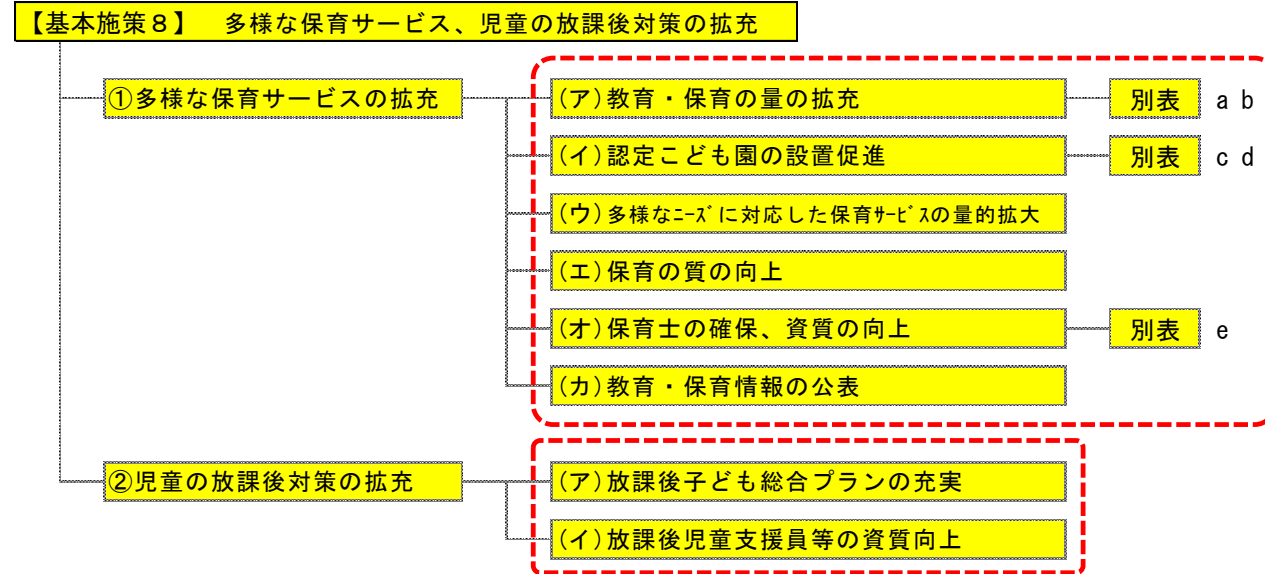 【基本施策８】　多様な保育サービス、児童の放課後対策の拡充
①多様な保育サービスの拡充
(ア)教育・保育の量の拡充 別表 a b
(イ)認定こども園の設置促進 別表 c d
(ウ)多様なﾆｰｽﾞに対応した保育ｻｰﾋﾞｽの量的拡大
(エ)保育の質の向上
(オ)保育士の確保、資質の向上 別表 e
(カ)教育・保育情報の公表
②児童の放課後対策の拡充
(ア)放課後子ども総合プランの充実
(イ)放課後児童支援員等の資質向上